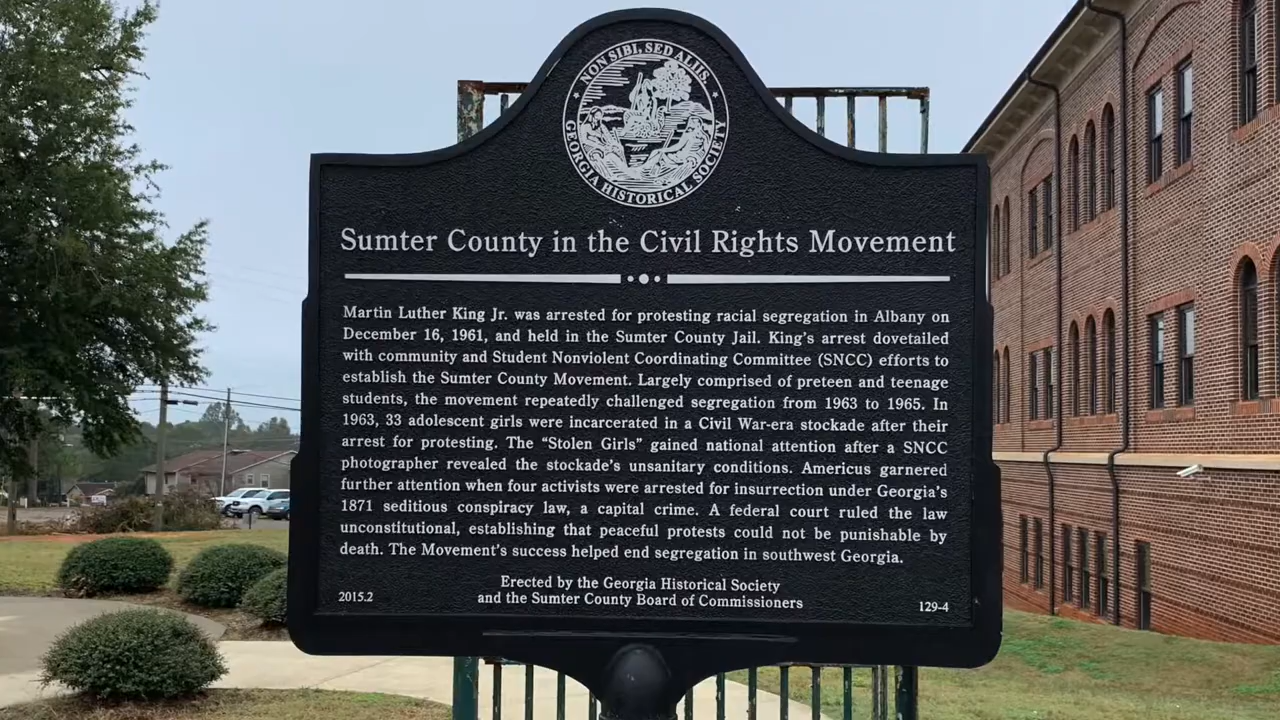 NON SIBI, SED ALIIS.
GEORGIA HISTORICAL SOCIETY
Sumter County in the Civil Rights Movement
Martin Luther King Jr. was arrested for protesting racial segregation in Albany on
December 16, 1961, and held in the Sumter County Jail. King's arrest dovetailed
with community and Student Nonviolent Coordinating Committee (SNCC) efforts to
establish the Sumter County Movement. Largely comprised of preteen and teenage
students, the movement repeatedly challenged segregation from 1963 to 1965. In
1963, 33 adolescent girls were incarcerated in a Civil War-era stockade after their
arrest for protesting. The “Stolen Girls” gained national attention after a SNCC
photographer revealed the stockade's unsanitary conditions. Americus garnered
further attention when four activists were arrested for insurrection under Georgia's
1871 seditious conspiracy law, a capital crime. A federal court ruled the law
unconstitutional, establishing that peaceful protests could not be punishable by
death. The Movement's success helped end segregation in southwest Georgia.
Erected by the Georgia Historical Society
and the Sumter County Board of Commissioners
2015.2
129-4